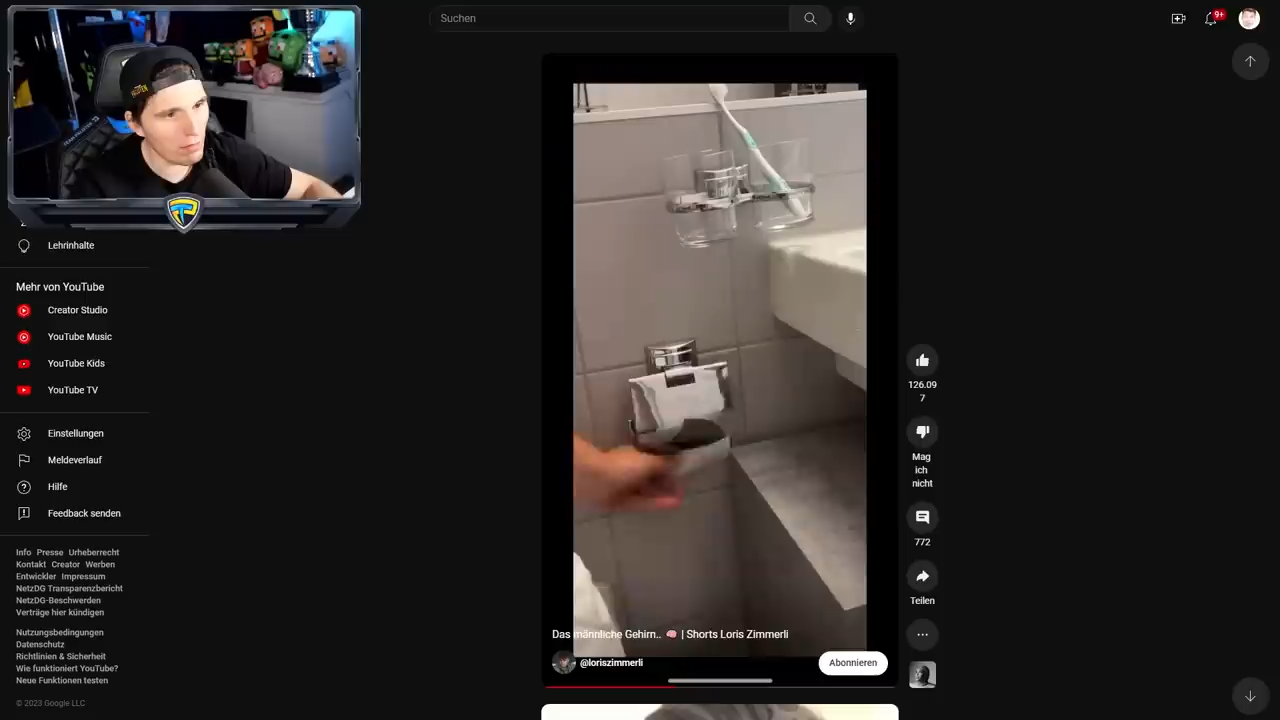 Suchen
9+
Lehrinhalte
Mehr von YouTube
Creator Studio
YouTube Music
YouTube Kids
YouTube TV
Einstellungen
Meldeverlauf
Hilfe
Feedback senden
Info Presse Urheberrecht
Kontakt Creator Werben
Entwickler Impressum
NetzDG Transparenzbericht
NetzDG-Beschwerden
Verträge hier kündigen
Nutzungsbedingungen
Datenschutz
Richtlinien & Sicherheit
Wie funktioniert YouTube?
Neue Funktionen testen
© 2023 Google LLC
126.09
7
Mag
ich
nicht
772
Teilen
Das männliche Gehirn.. 🧠 | Shorts Loris Zimmerli
@loriszimmerli
Abonnieren